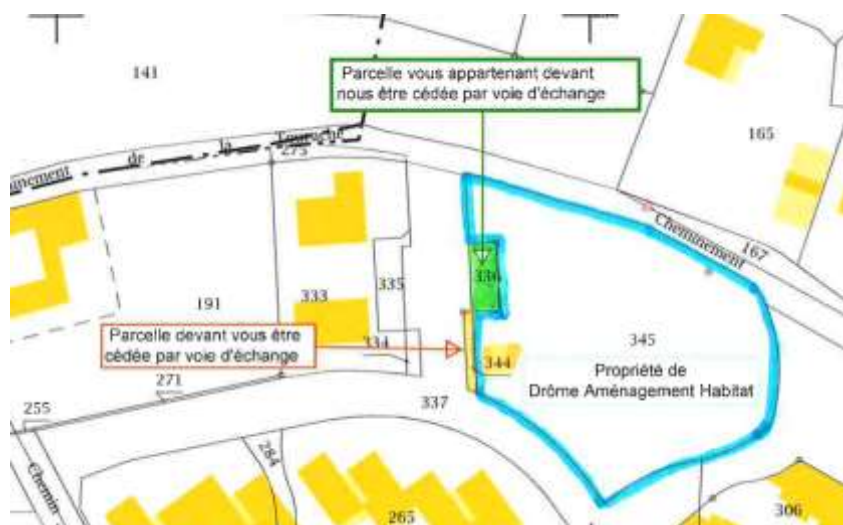 141
Parcelle vous appartenant devant
nous être cédée par voie d'échange
165
Cheminement
de
la
275
167
336
335
333
191
345
Parcelle devant vous être
cédée par voie d'échange
334
344
Propriété de
Drôme Aménagement Habitat
271
337
255
284
Chemin
265
306